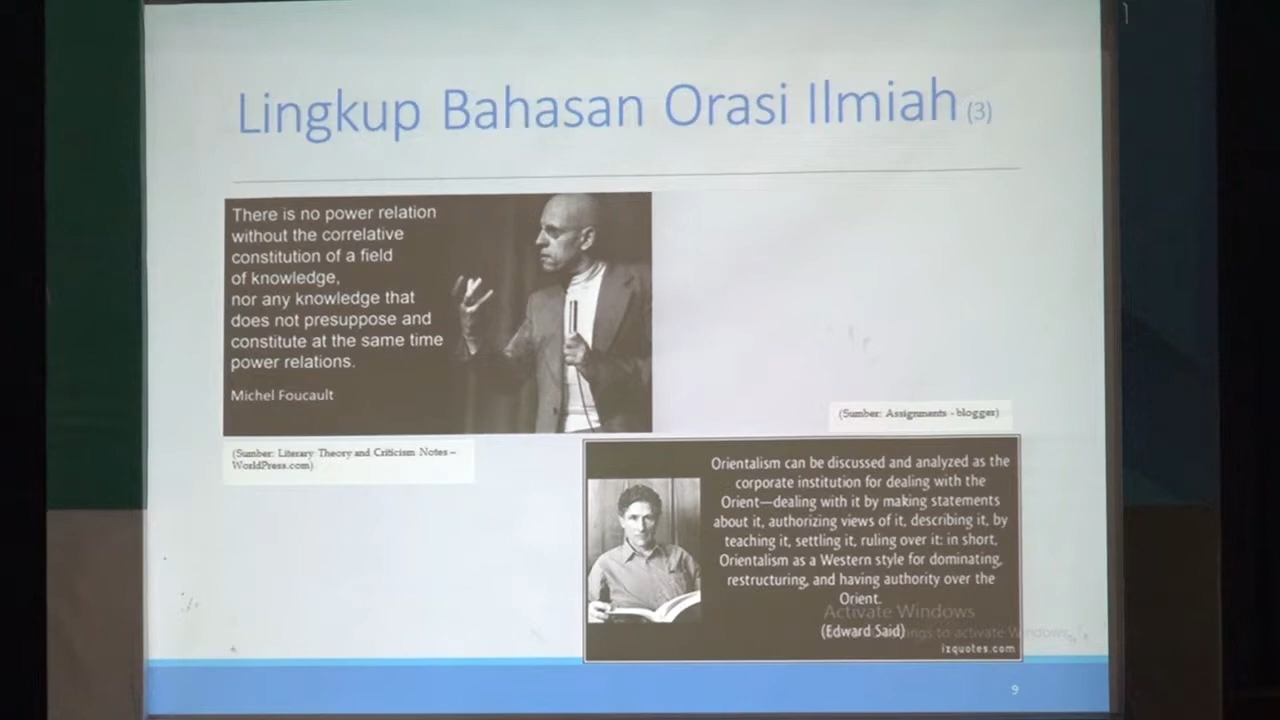 Lingkup Bahasan Orasi Ilmiah (3)
There is no power relation
without the correlative
constitution of a field
of knowledge,
nor any knowledge that
does not presuppose and
constitute at the same time
power relations.
Michel Foucault
(Sumber: Literary Theory and Criticism Notes –
WordPress.com)
(Sumber: Assignments - blogger)
Orientalism can be discussed and analyzed as the
corporate institution for dealing with the
Orient—dealing with it by making statements
about it, authorizing views of it, describing it, by
teaching it, settling it, ruling over it: in short,
Orientalism as a Western style for dominating,
restructuring, and having authority over the
Orient.
Activate Windows
(Edward Said)
to activate Windows.
izquotes.com
9